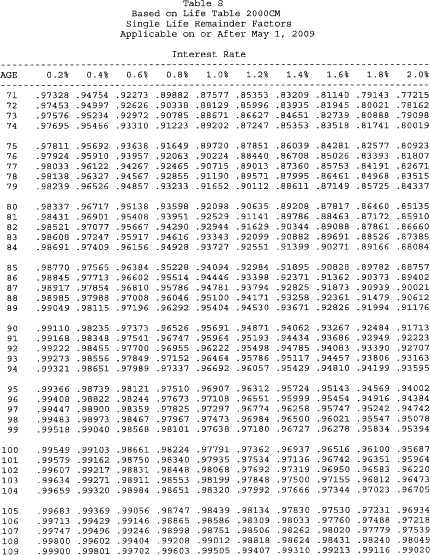 Table S
Based on Life Table 2000CM
Single Life Remainder Factors
Applicable on or After May 1, 2009
Interest Rate
AGE 0.2% 0.4% 0.6% 0.8% 1.0% 1.2% 1.4% 1.6% 1.8% 2.0%
71 .97328 .94754 .92273 .89882 .87577 .85353 .83209 .81140 .79143 .77215
72 .97453 .94997 .92626 .90338 .88129 .85996 .83935 .81945 .80021 .78162
73 .97576 .95234 .92972 .90785 .88671 .86627 .84651 .82739 .80888 .79098
74 .97695 .95466 .93310 .91223 .89202 .87247 .85353 .83518 .81741 .80019
75 .97811 .95692 .93638 .91649 .89720 .87851 .86039 .84281 .82577 .80923
76 .97924 .95910 .93957 .92063 .90224 .88440 .86708 .85026 .83393 .81807
77 .98033 .96122 .94267 .92465 .90715 .89013 .87360 .85753 .84191 .82671
78 .98138 .96327 .94567 .92855 .91190 .89571 .87995 .86461 .84968 .83515
79 .98239 .96526 .94857 .93233 .91652 .90112 .88611 .87149 .85725 .84337
80 .98337 .96717 .95138 .93598 .92098 .90635 .89208 .87817 .86460 .85135
81 .98431 .96901 .95408 .93951 .92529 .91141 .89786 .88463 .87172 .85910
82 .98521 .97077 .95667 .94290 .92944 .91629 .90344 .89088 .87861 .86660
83 .98608 .97247 .95917 .94616 .93343 .92099 .90882 .89691 .88526 .87385
84 .98691 .97409 .96156 .94928 .93727 .92551 .91399 .90271 .89166 .88084
85 .98770 .97565 .96384 .95228 .94094 .92984 .91895 .90828 .89782 .88757
86 .98845 .97713 .96602 .95514 .94446 .93398 .92371 .91362 .90373 .89402
87 .98917 .97854 .96810 .95786 .94781 .93794 .92825 .91873 .90939 .90021
88 .98985 .97988 .97008 .96046 .95100 .94171 .93258 .92361 .91479 .90612
89 .99049 .98115 .97196 .96292 .95404 .94530 .93671 .92826 .91994 .91176
90 .99110 .98235 .97373 .96526 .95691 .94871 .94062 .93267 .92484 .91713
91 .99168 .98348 .97541 .96747 .95964 .95193 .94434 .93686 .92949 .92223
92 .99222 .98455 .97700 .96955 .96222 .95498 .94785 .94083 .93390 .92707
93 .99273 .98556 .97849 .97152 .96464 .95786 .95117 .94457 .93806 .93163
94 .99321 .98651 .97989 .97337 .96692 .96057 .95429 .94810 .94199 .93595
95 .99366 .98739 .98121 .97510 .96907 .96312 .95724 .95143 .94569 .94002
96 .99408 .98822 .98244 .97673 .97108 .96551 .95999 .95454 .94916 .94384
97 .99447 .98900 .98359 .97825 .97297 .96774 .96258 .95747 .95242 .94742
98 .99483 .98973 .98467 .97967 .97473 .96984 .96500 .96021 .95547 .95078
99 .99518 .99040 .98568 .98101 .97638 .97180 .96727 .96278 .95834 .95394
100 .99549 .99103 .98661 .98224 .97791 .97362 .96937 .96516 .96100 .95687
101 .99579 .99162 .98750 .98340 .97935 .97534 .97136 .96742 .96351 .95964
102 .99607 .99217 .98831 .98448 .98068 .97692 .97319 .96950 .96583 .96220
103 .99634 .99271 .98911 .98553 .98199 .97848 .97500 .97155 .96812 .96473
104 .99659 .99320 .98984 .98651 .98320 .97992 .97666 .97344 .97023 .96705
105 .99683 .99369 .99056 .98747 .98439 .98134 .97830 .97530 .97231 .96934
106 .99713 .99429 .99146 .98865 .98586 .98309 .98033 .97760 .97488 .97218
107 .99747 .99496 .99246 .98998 .98751 .98506 .98262 .98020 .97779 .97539
108 .99800 .99602 .99404 .99208 .99012 .98818 .98624 .98431 .98240 .98049
109 .99900 .99801 .99702 .99603 .99505 .99407 .99310 .99213 .99116 .99020